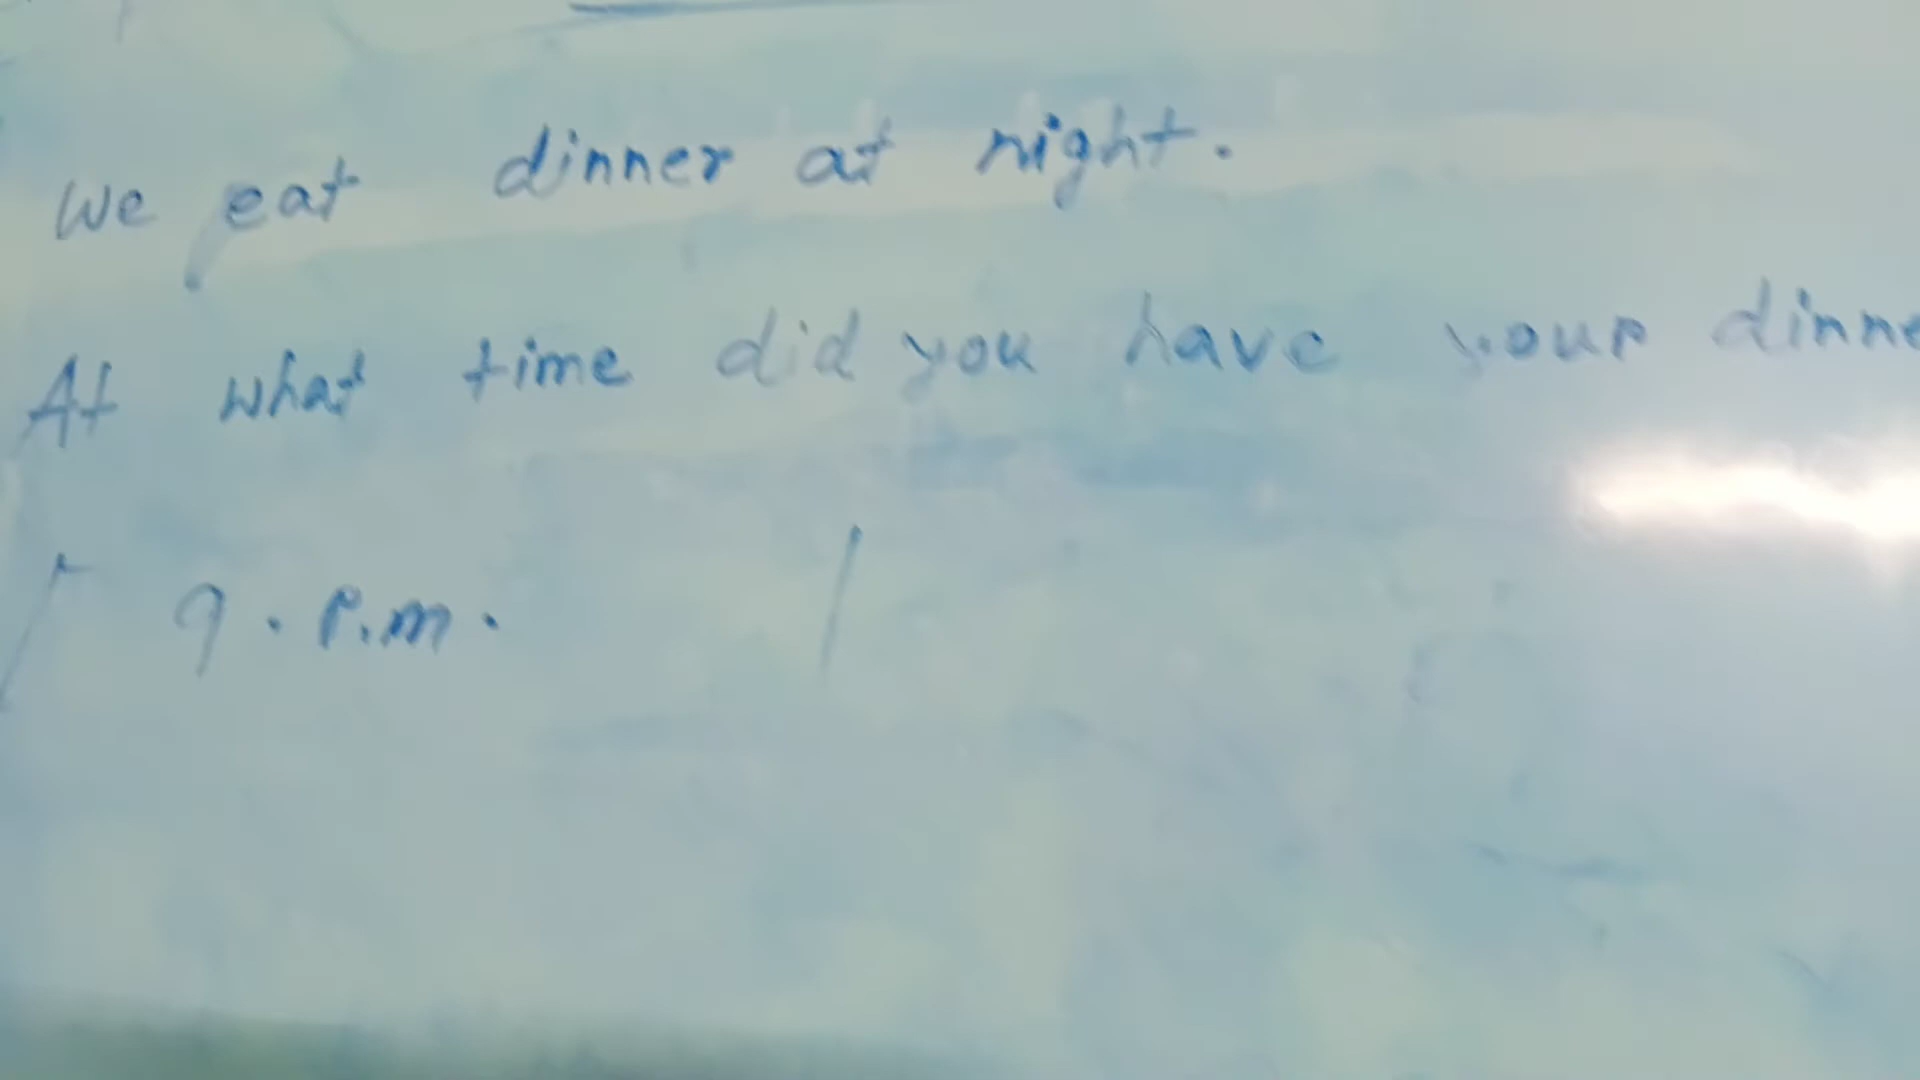 We eat dinner at night.
At what time did you have your dinne
9. P.m.